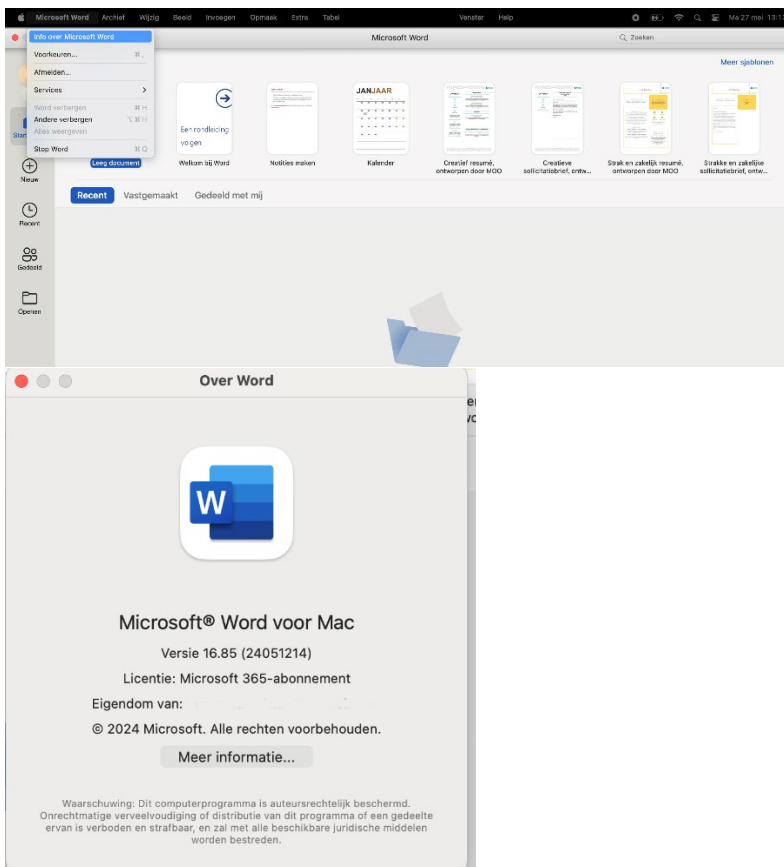 Microsoft Word Archief Wijzig Beeld Invoegen Opmaak Extra Tabel Venster Help Ma 27 mei 13:13
Microsoft Word
Zoeken
Info over Microsoft Word
Voorkeuren... ⌘ ,
Afmelden...
Services >
Word verbergen ⌘ H
Andere verbergen ⌥ ⌘ H
Alles weergeven
Stop Word ⌘ Q
Meer sjablonen
Een rondleiding
volgen
JANJAAR
Leeg document
Welkom bij Word
Notities maken
Kalender
Creatief resumé,
ontworpen door MOO
Creatieve
sollicitatiebrief, ontw...
Strak en zakelijk resumé,
ontworpen door MOO
Strakke en zakelijke
sollicitatiebrief, ontw...
Start
Nieuw
Recent
Gedeeld
Openen
Recent Vastgemaakt Gedeeld met mij
Over Word
W
Microsoft® Word voor Mac
Versie 16.85 (24051214)
Licentie: Microsoft 365-abonnement
Eigendom van:
© 2024 Microsoft. Alle rechten voorbehouden.
Meer informatie...
Waarschuwing: Dit computerprogramma is auteursrechtelijk beschermd.
Onrechtmatige verveelvoudiging of distributie van dit programma of een gedeelte
ervan is verboden en strafbaar, en zal met alle beschikbare juridische middelen
worden bestreden.